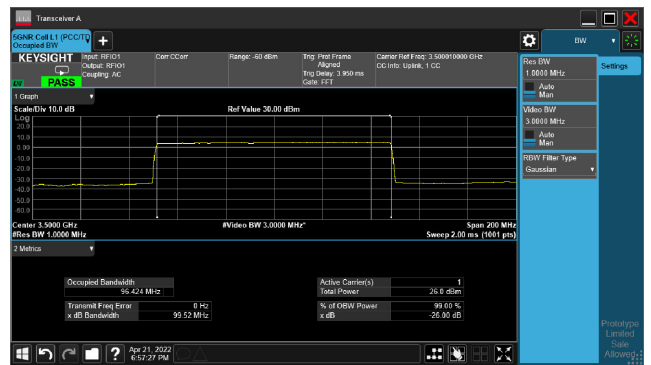 Transceiver A
5GNR Cell L1 (PCC/TD
Occupied BW
KEYSIGHT
Input: RFIO1
Output: RFIO1
Coupling: AC
Corr CCorr
Range: -60 dBm
Trig: Prot Frame
Aligned
Trig Delay: 3.950 ms
Gate: FFT
Carrier Ref Freq: 3.500010000 GHz
CC Info: Uplink, 1 CC
PASS
1 Graph
Scale/Div 10.0 dB
Ref Value 30.00 dBm
Log
20.0
10.0
0.00
-10.0
-20.0
-30.0
-40.0
-50.0
-60.0
Center 3.5000 GHz
#Video BW 3.0000 MHz*
Span 200 MHz
#Res BW 1.0000 MHz
Sweep 2.00 ms (1001 pts)
2 Metrics
Occupied Bandwidth
96.424 MHz
Transmit Freq Error
0 Hz
x dB Bandwidth
99.52 MHz
Active Carrier(s)
1
Total Power
26.0 dBm
% of OBW Power
99.00 %
x dB
-26.00 dB
BW
Settings
Res BW
1.0000 MHz
Auto
Man
Video BW
3.0000 MHz
Auto
Man
RBW Filter Type
Gaussian
Prototype
Limited
Sale
Allowed
Apr 21, 2022
6:57:27 PM